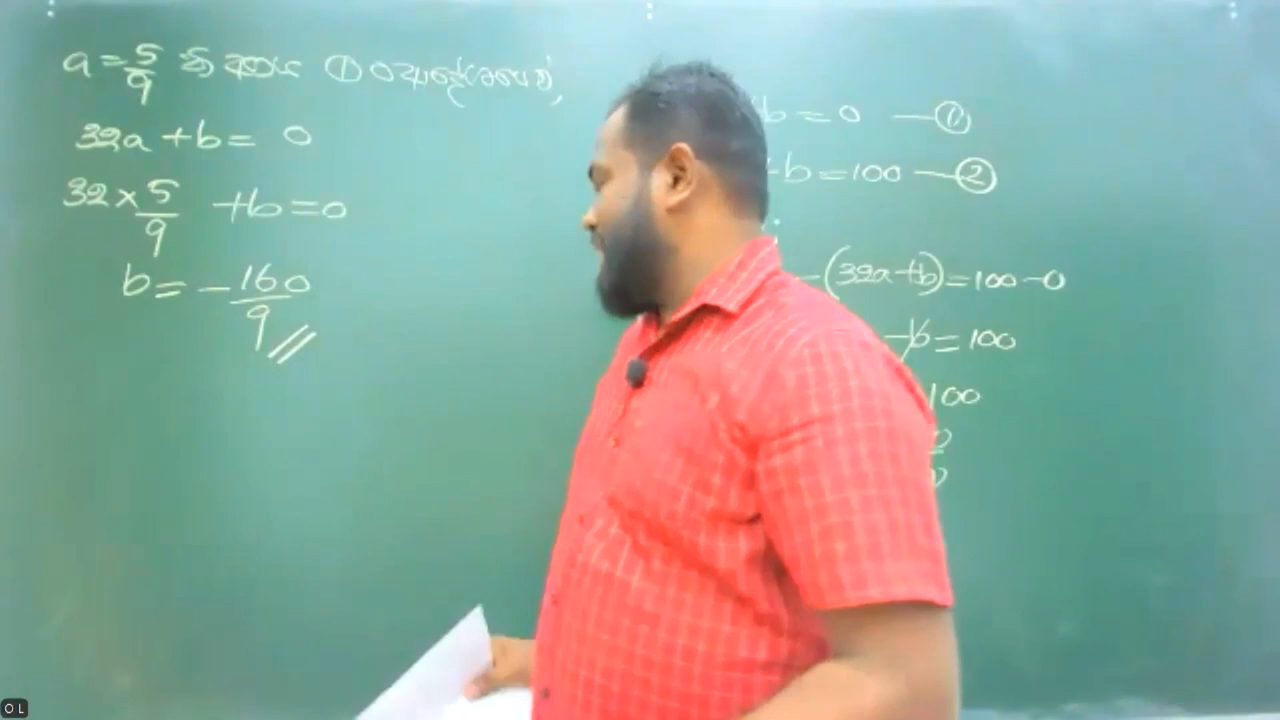 a = 5/9 හි අගය ① ට ආදේශයෙන්,
32a + b = 0
32 × 5/9 + b = 0
b = - 160/9
b = 0 — ①
+ b = 100 — ②
- (32a + b) = 100 - 0
- b = 100
100
O L